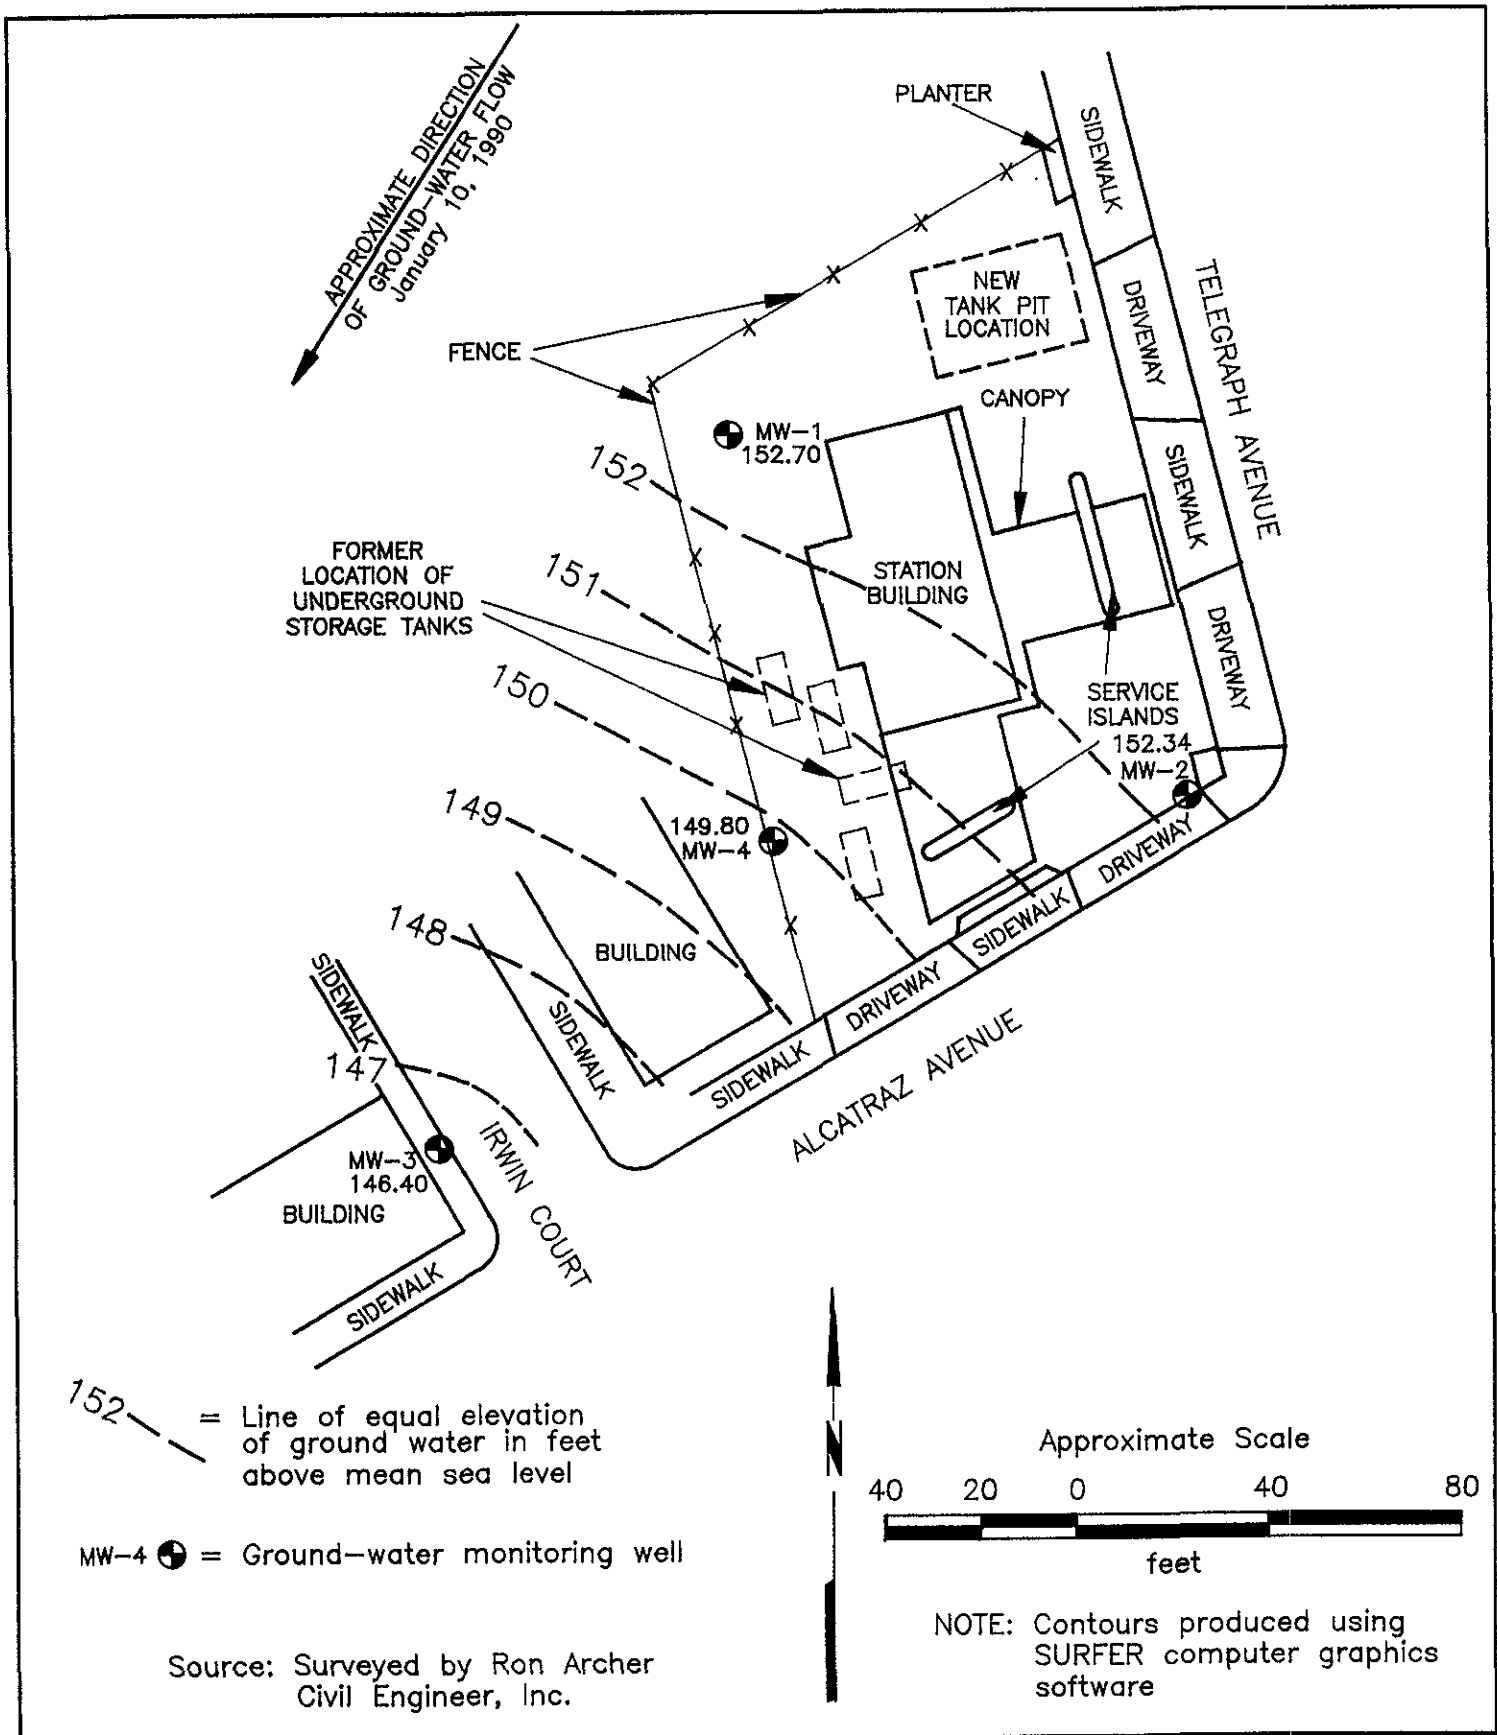 APPROXIMATE DIRECTION
OF GROUND-WATER FLOW
January 10, 1990
PLANTER
SIDEWALK
NEW
TANK PIT
LOCATION
DRIVEWAY
TELEGRAPH AVENUE
FENCE
CANOPY
MW-1
152.70
152
SIDEWALK
FORMER
LOCATION OF
UNDERGROUND
STORAGE TANKS
151
STATION
BUILDING
DRIVEWAY
150
SERVICE
ISLANDS
152.34
MW-2
149
149.80
MW-4
DRIVEWAY
148
BUILDING
SIDEWALK
SIDEWALK
DRIVEWAY
SIDEWALK
SIDEWALK
ALCATRAZ AVENUE
147
IRWIN COURT
MW-3
146.40
BUILDING
SIDEWALK
152
= Line of equal elevation
of ground water in feet
above mean sea level
N
Approximate Scale
40 20 0 40 80
feet
MW-4 = Ground-water monitoring well
NOTE: Contours produced using
SURFER computer graphics
software
Source: Surveyed by Ron Archer
Civil Engineer, Inc.